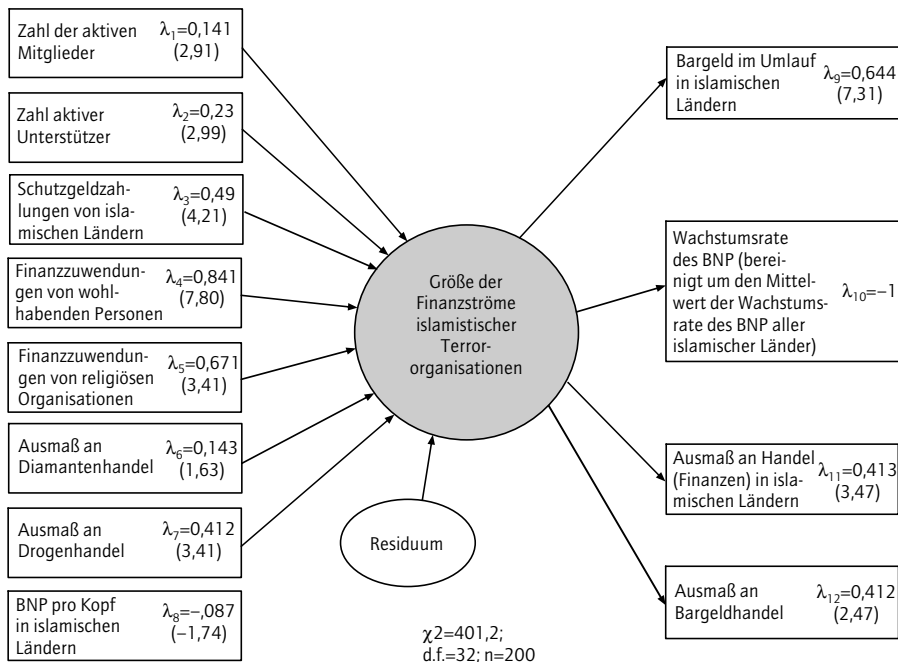 Zahl der aktiven
Mitglieder
λ1=0,141
(2,91)
Zahl aktiver
Unterstützer
λ2=0,23
(2,99)
Schutzgeldzah-
lungen von isla-
mischen Ländern
λ3=0,49
(4,21)
Finanzzuwendun-
gen von wohl-
habenden Personen
λ4=0,841
(7,80)
Finanzzuwendun-
gen von religiösen
Organisationen
λ5=0,671
(3,41)
Ausmaß an
Diamantenhandel
λ6=0,143
(1,63)
Ausmaß an
Drogenhandel
λ7=0,412
(3,41)
BNP pro Kopf
in islamischen
Ländern
λ8=–,087
(–1,74)
Größe der
Finanzströme
islamistischer
Terror-
organisationen
Residuum
χ2=401,2;
d.f.=32; n=200
Bargeld im Umlauf
in islamischen
Ländern
λ9=0,644
(7,31)
Wachstumsrate
des BNP (berei-
nigt um den Mittel-
wert der Wachstums-
rate des BNP aller
islamischer Länder)
λ10=–1
Ausmaß an Handel
(Finanzen) in isla-
mischen Ländern
λ11=0,413
(3,47)
Ausmaß an
Bargeldhandel
λ12=0,412
(2,47)